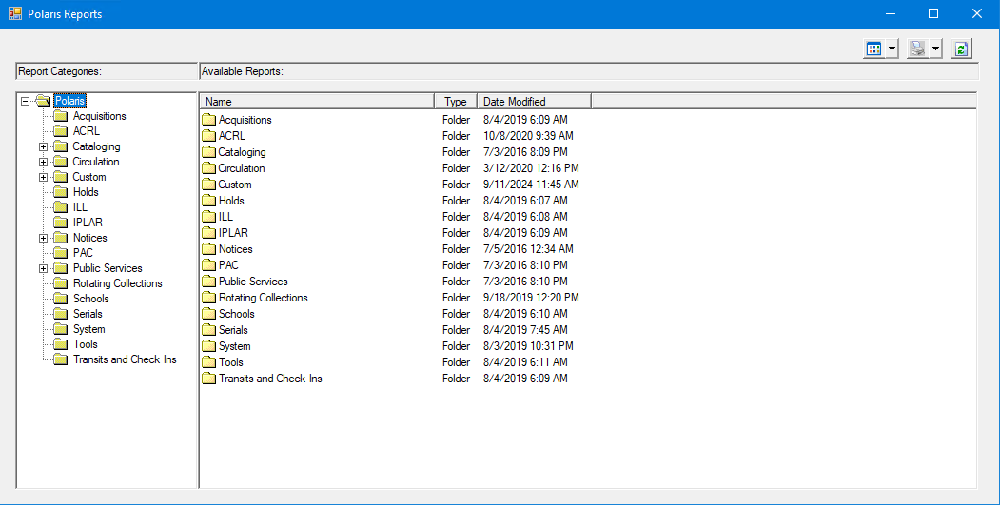 Polaris Reports
Report Categories:
Available Reports:
Polaris
Acquisitions
ACRL
Cataloging
Circulation
Custom
Holds
ILL
IPLAR
Notices
PAC
Public Services
Rotating Collections
Schools
Serials
System
Tools
Transits and Check Ins
Name Type Date Modified
Acquisitions Folder 8/4/2019 6:09 AM
ACRL Folder 10/8/2020 9:39 AM
Cataloging Folder 7/3/2016 8:09 PM
Circulation Folder 3/12/2020 12:16 PM
Custom Folder 9/11/2024 11:45 AM
Holds Folder 8/4/2019 6:07 AM
ILL Folder 8/4/2019 6:08 AM
IPLAR Folder 8/4/2019 6:09 AM
Notices Folder 7/5/2016 12:34 AM
PAC Folder 7/3/2016 8:10 PM
Public Services Folder 7/3/2016 8:10 PM
Rotating Collections Folder 9/18/2019 12:20 PM
Schools Folder 8/4/2019 6:10 AM
Serials Folder 8/4/2019 7:45 AM
System Folder 8/3/2019 10:31 PM
Tools Folder 8/4/2019 6:11 AM
Transits and Check Ins Folder 8/4/2019 6:09 AM